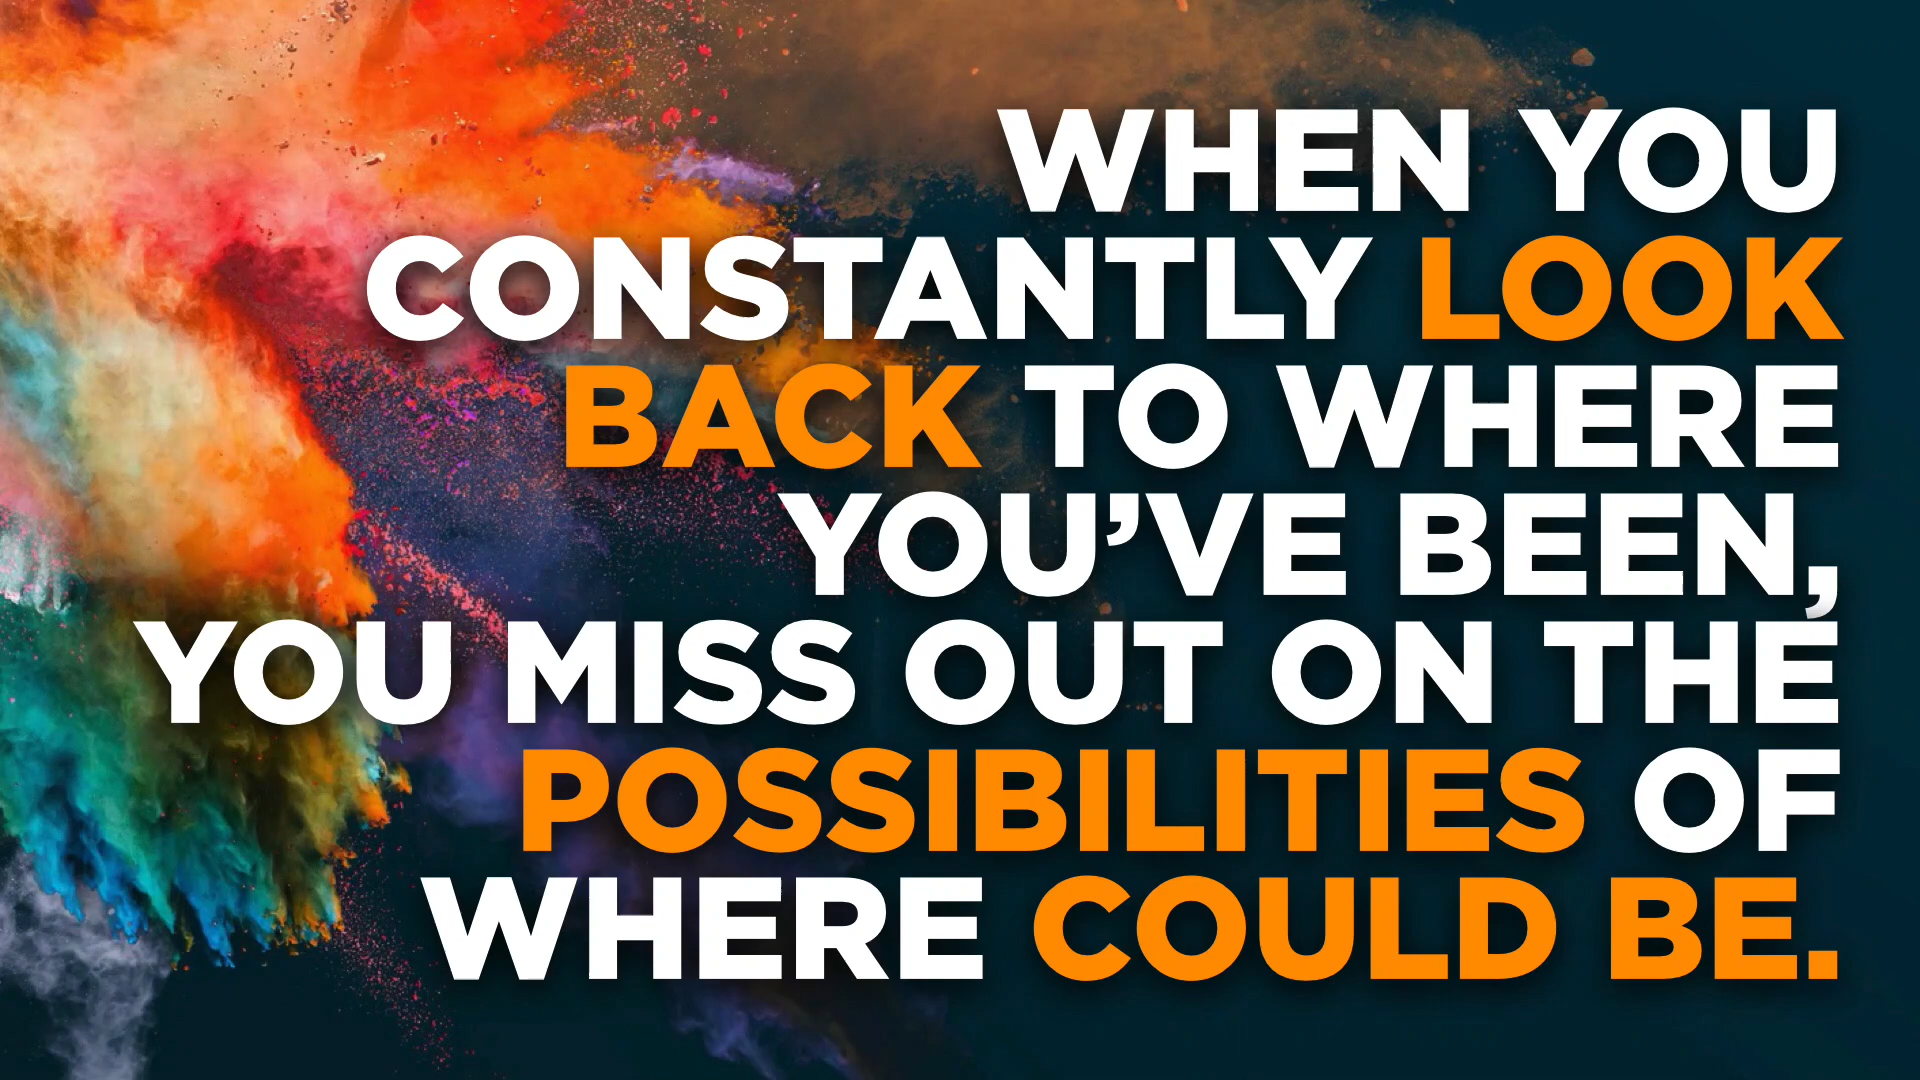 WHEN YOU
CONSTANTLY LOOK
BACK TO WHERE
YOU’VE BEEN,
YOU MISS OUT ON THE
POSSIBILITIES OF
WHERE COULD BE.